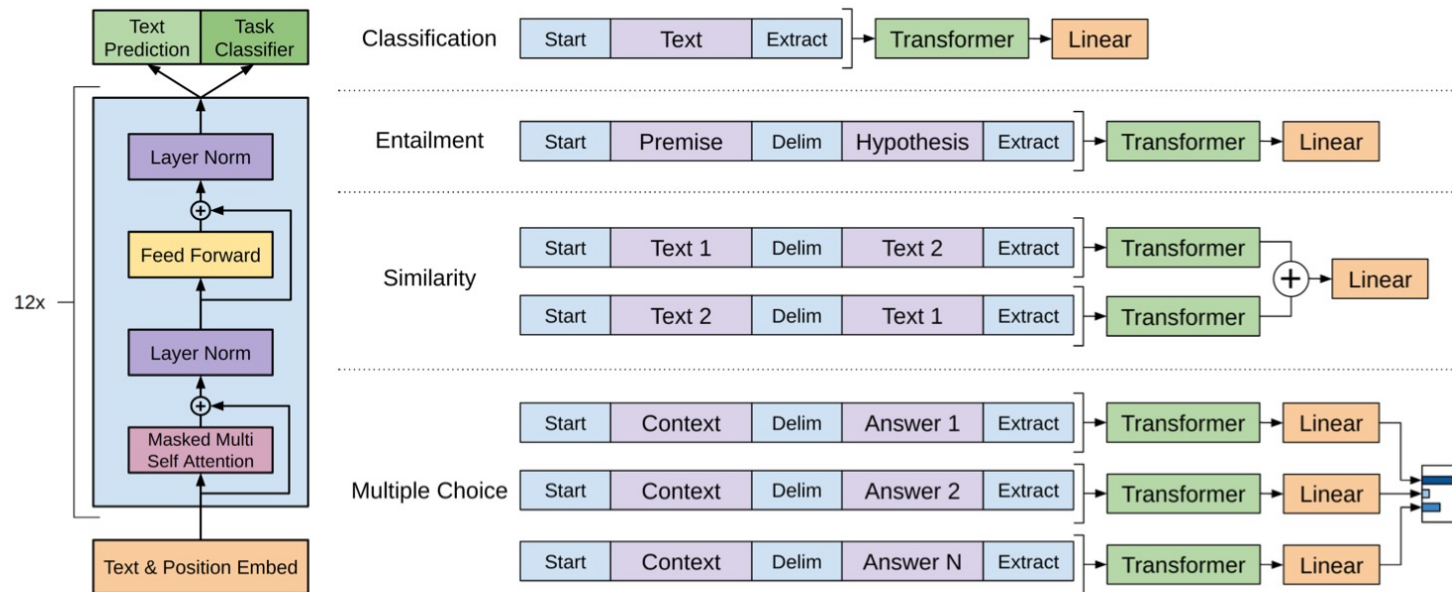 Text
Prediction
Task
Classifier
Layer Norm
Feed Forward
12x
Layer Norm
Masked Multi
Self Attention
Text & Position Embed
Classification
Start Text Extract Transformer Linear
Entailment
Start Premise Delim Hypothesis Extract Transformer Linear
Similarity
Start Text 1 Delim Text 2 Extract Transformer
+ Linear
Start Text 2 Delim Text 1 Extract Transformer
Multiple Choice
Start Context Delim Answer 1 Extract Transformer Linear
Start Context Delim Answer 2 Extract Transformer Linear
Start Context Delim Answer N Extract Transformer Linear